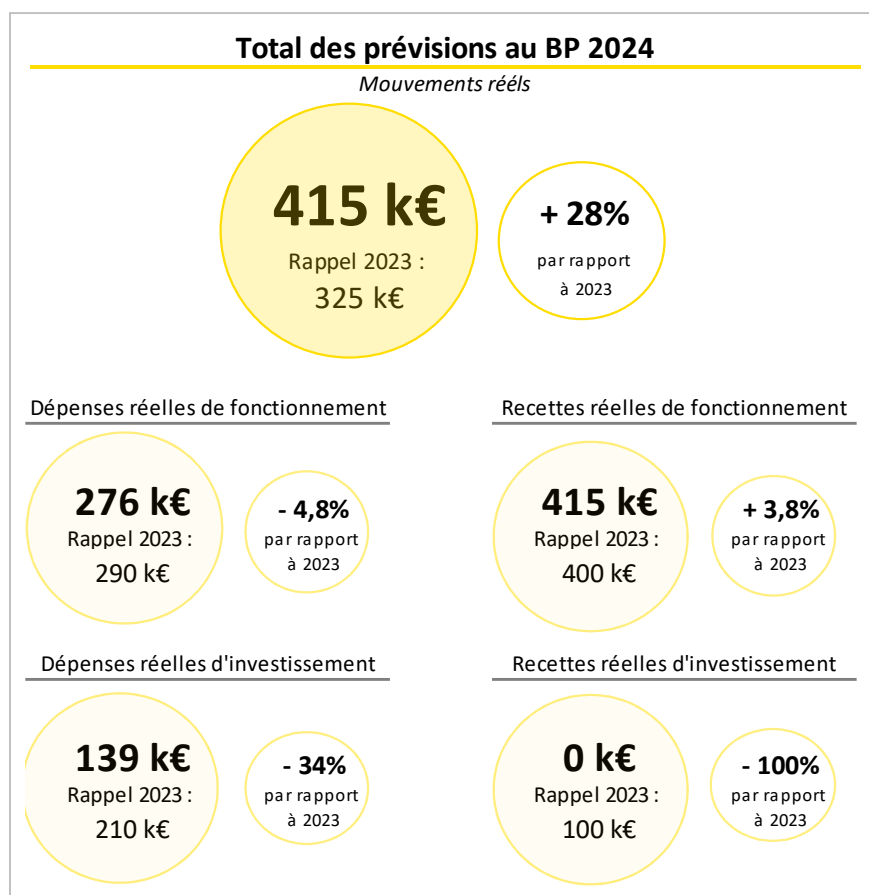 Total des prévisions au BP 2024
Mouvements réèls
415 k€
Rappel 2023 :
325 k€
+ 28%
par rapport
à 2023
Dépenses réelles de fonctionnement
276 k€
Rappel 2023 :
290 k€
- 4,8%
par rapport
à 2023
Recettes réelles de fonctionnement
415 k€
Rappel 2023 :
400 k€
+ 3,8%
par rapport
à 2023
Dépenses réelles d'investissement
139 k€
Rappel 2023 :
210 k€
- 34%
par rapport
à 2023
Recettes réelles d'investissement
0 k€
Rappel 2023 :
100 k€
- 100%
par rapport
à 2023